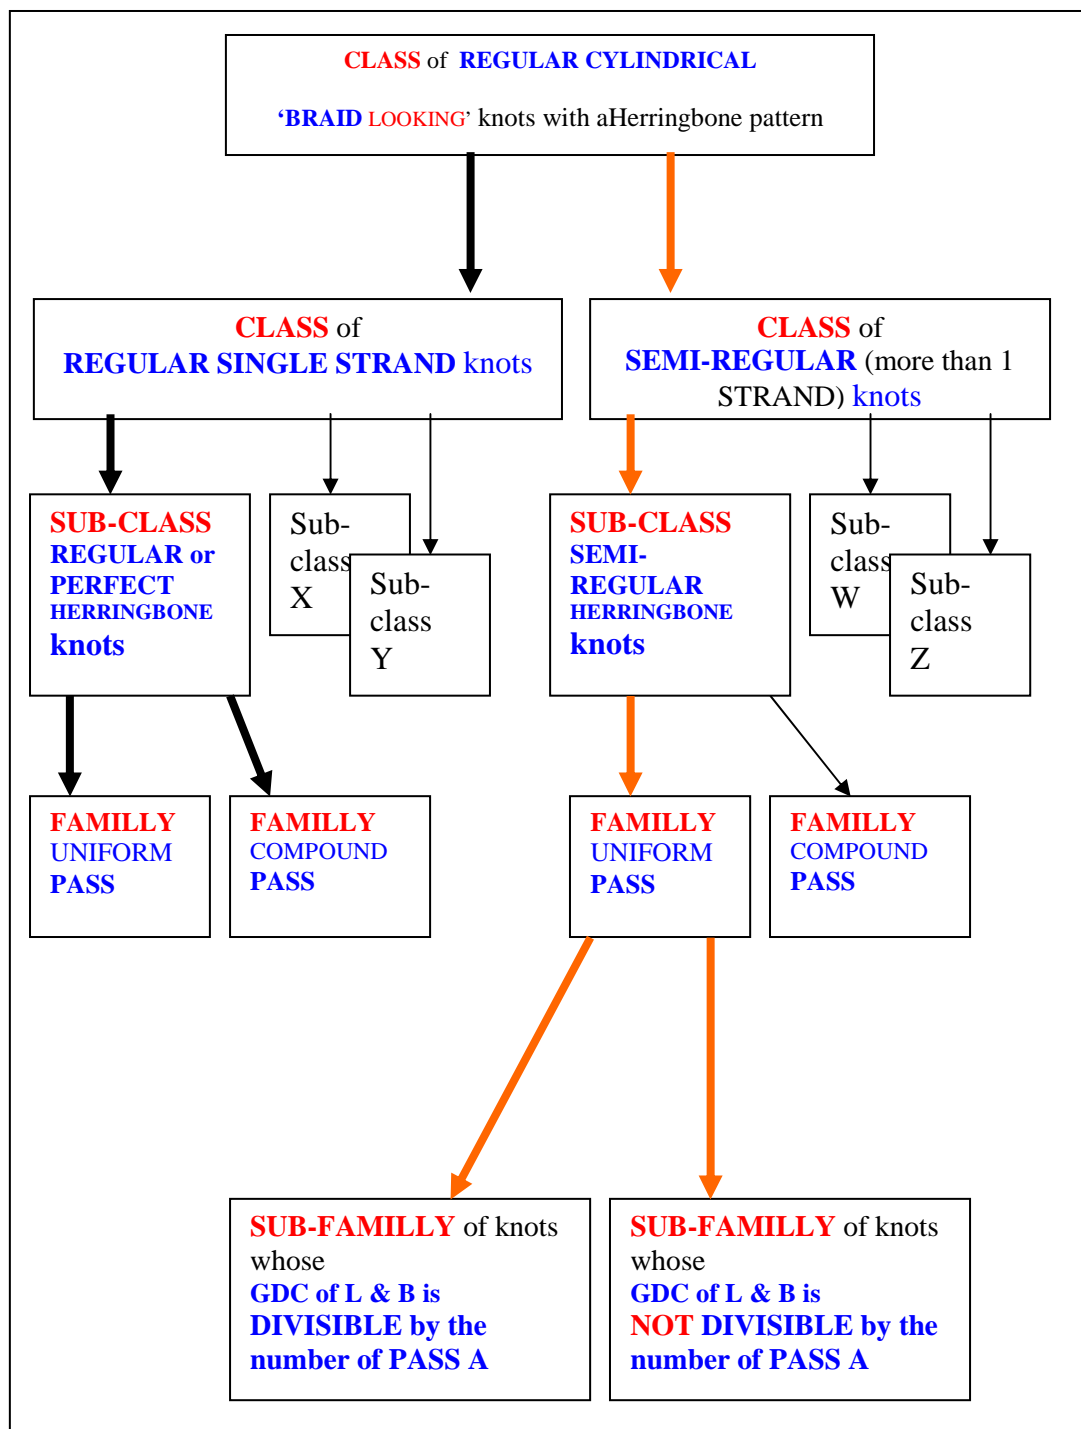 CLASS of REGULAR CYLINDRICAL
‘BRAID LOOKING’ knots with aHerringbone pattern
CLASS of
REGULAR SINGLE STRAND knots
CLASS of
SEMI-REGULAR (more than 1
STRAND) knots
SUB-CLASS
REGULAR or
PERFECT
HERRINGBONE
knots
Sub-
class
X
Sub-
class
Y
SUB-CLASS
SEMI-
REGULAR
HERRINGBONE
knots
Sub-
class
W
Sub-
class
Z
FAMILLY
UNIFORM
PASS
FAMILLY
COMPOUND
PASS
FAMILLY
UNIFORM
PASS
FAMILLY
COMPOUND
PASS
SUB-FAMILLY of knots
whose
GDC of L & B is
DIVISIBLE by the
number of PASS A
SUB-FAMILLY of knots
whose
GDC of L & B is
NOT DIVISIBLE by the
number of PASS A